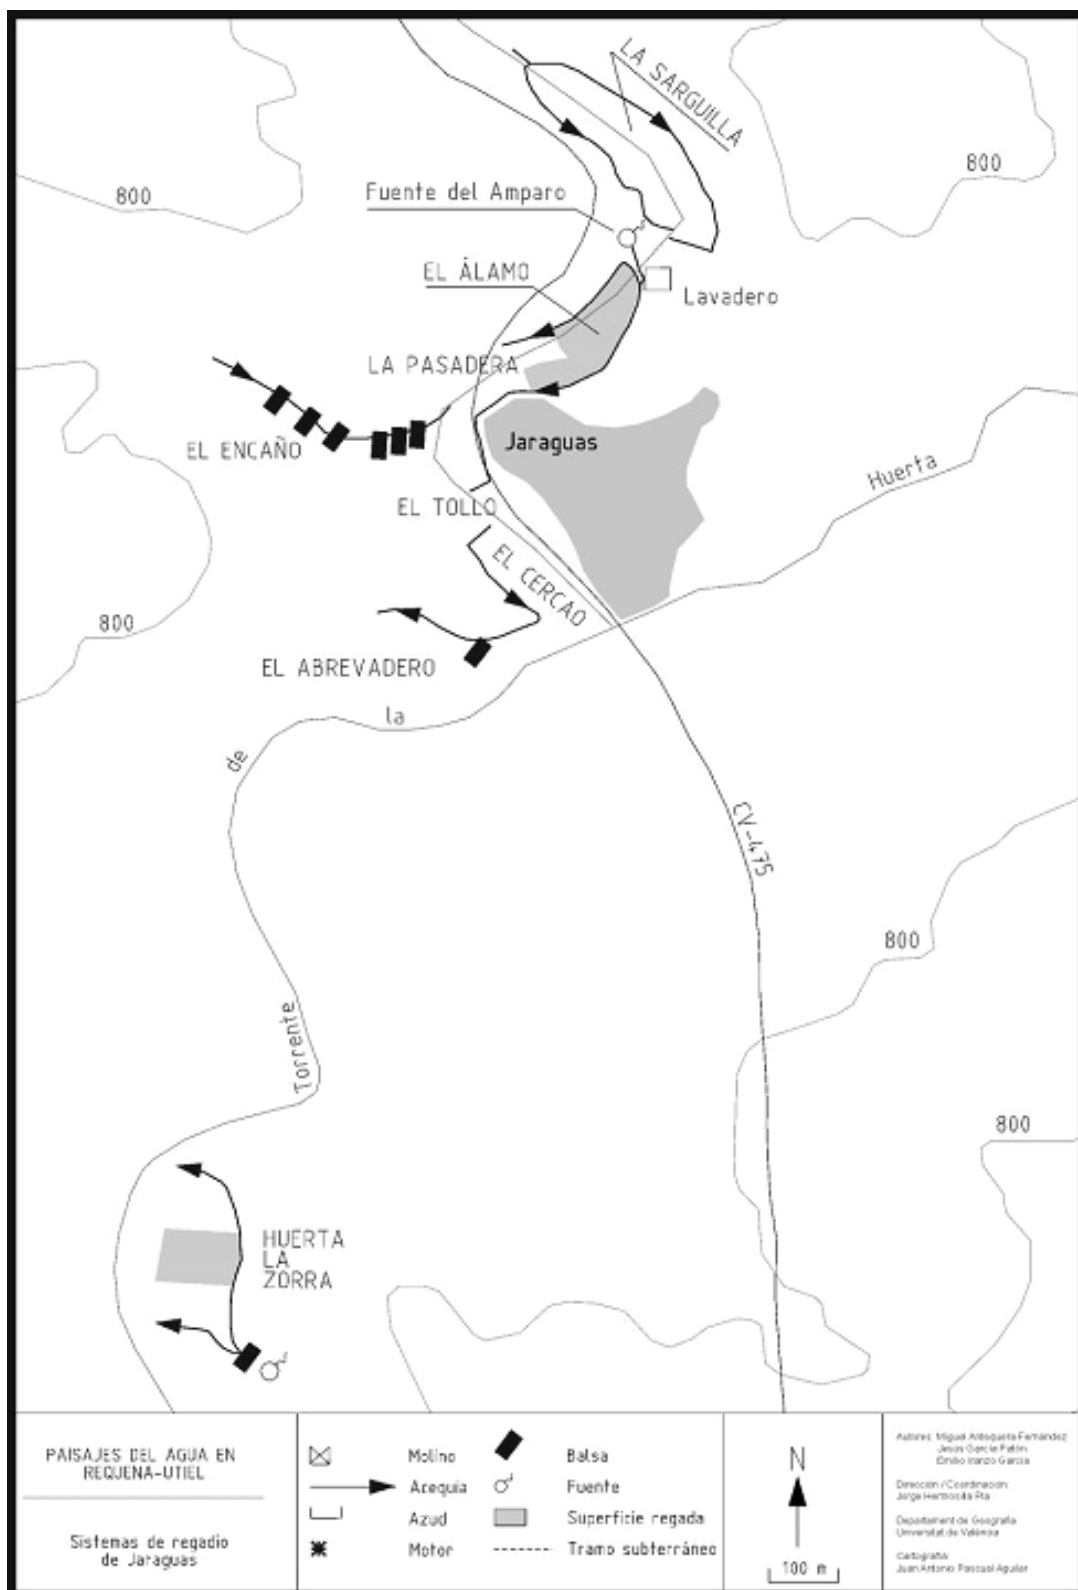 LA SARGUILLA
800
800
Fuente del Amparo
EL ÁLAMO
Lavadero
LA PASADERA
EL ENCAÑO
Jaraguas
Huerta
EL TOLLO
EL CERCAO
800
EL ABREVADERO
la
de
CV-475
800
Torrente
800
HUERTA
LA
ZORRA
PAISAJES DEL AGUA EN
REQUENA-UTIEL
Sistemas de regadio
de Jaraguas
Molino
Acequia
Azud
Motor
Balsa
Fuente
Superficie regada
Tramo subterráneo
N
100 m
Autores: Miguel Antequera Fernández
Jesús García Patón
Emilio Iranzo García
Dirección / Coordinación:
Jorge Hermosilla Pla
Departament de Geografia
Universitat de València
Cartografía:
Juan Antonio Pascual Aguilar